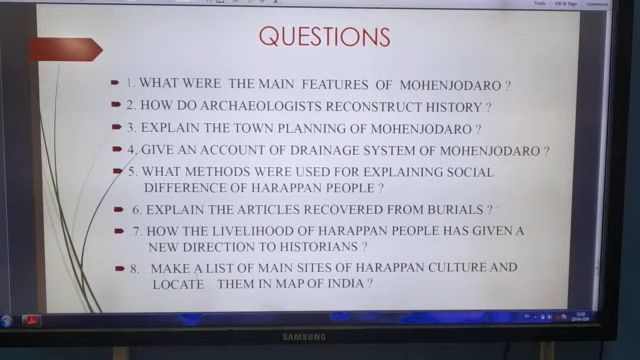 Tools Fill & Sign Comment
QUESTIONS
1. WHAT WERE THE MAIN FEATURES OF MOHENJODARO ?
2. HOW DO ARCHAEOLOGISTS RECONSTRUCT HISTORY ?
3. EXPLAIN THE TOWN PLANNING OF MOHENJODARO ?
4, GIVE AN ACCOUNT OF DRAINAGE SYSTEM OF MOHENJODARO ?
5. WHAT METHODS WERE USED FOR EXPLAINING SOCIAL
DIFFERENCE OF HARAPPAN PEOPLE ?
6. EXPLAIN THE ARTICLES RECOVERED FROM BURIALS ?
7. HOW THE LIVELIHOOD OF HARAPPAN PEOPLE HAS GIVEN A
NEW DIRECTION TO HISTORIANS ?
8. MAKE A LIST OF MAIN SITES OF HARAPPAN CULTURE AND
LOCATE THEM IN MAP OF INDIA ?
SAMSUNG